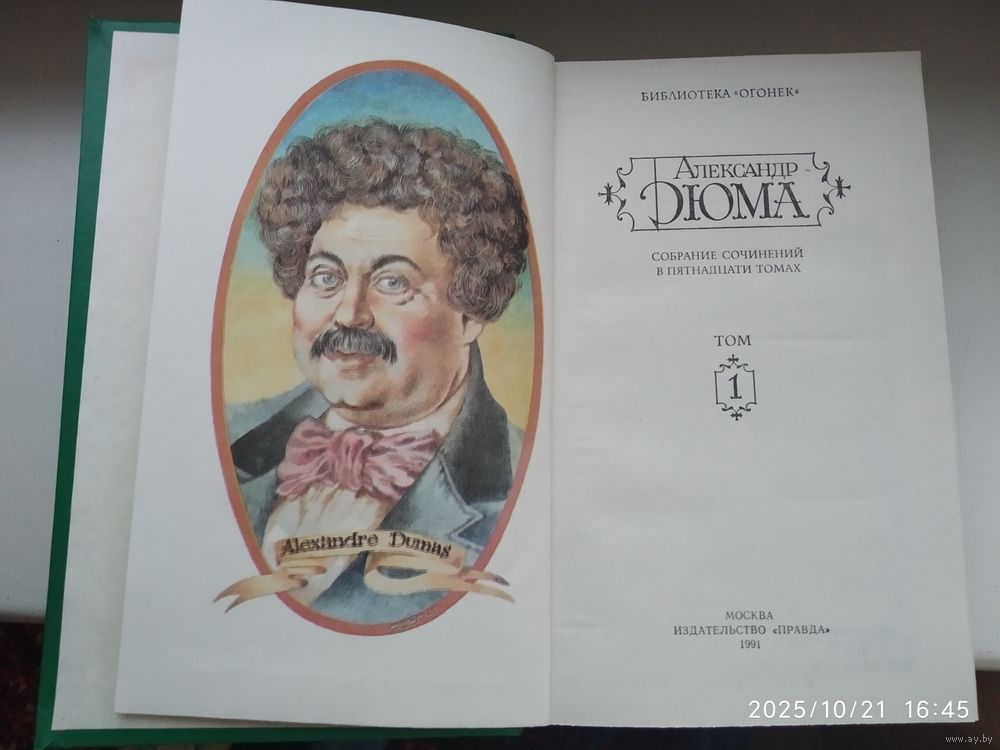 Alexandre Dumas
БИБЛИОТЕКА «ОГОНЕК»
АЛЕКСАНДР
ДЮМА
СОБРАНИЕ СОЧИНЕНИЙ
В ПЯТНАДЦАТИ ТОМАХ
ТОМ
1
МОСКВА
ИЗДАТЕЛЬСТВО «ПРАВДА»
1991
2025/10/21 16:45
www.ay.by